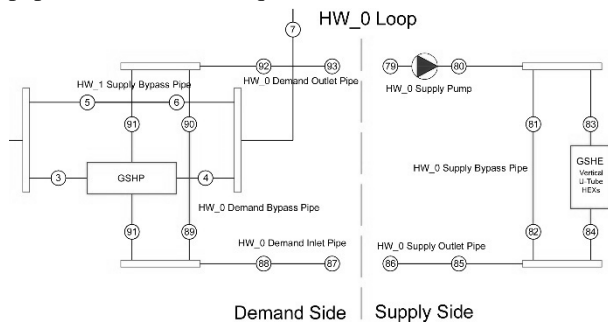 7
HW_0 Loop
92
93
79
80
HW_1 Supply Bypass Pipe
HW_0 Demand Outlet Pipe
HW_0 Supply Pump
5
6
91
90
81
83
HW_0 Supply Bypass Pipe
GSHE
Vertical
U-Tube
HEXs
3
GSHP
4
HW_0 Demand Bypass Pipe
91
89
82
84
HW_0 Demand Inlet Pipe
HW_0 Supply Outlet Pipe
88
87
86
85
Demand Side
Supply Side